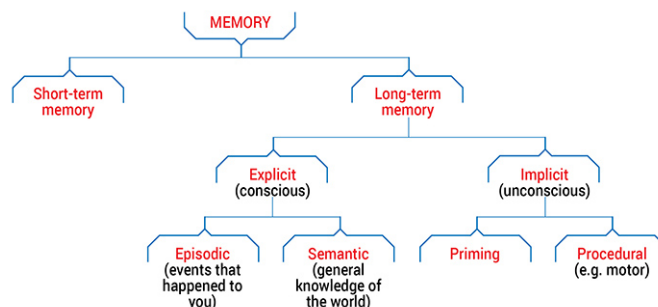 MEMORY
Short-term
memory
Long-term
memory
Explicit
(conscious)
Implicit
(unconscious)
Episodic
(events that
happened to
you)
Semantic
(general
knowledge of
the world)
Priming
Procedural
(e.g. motor)